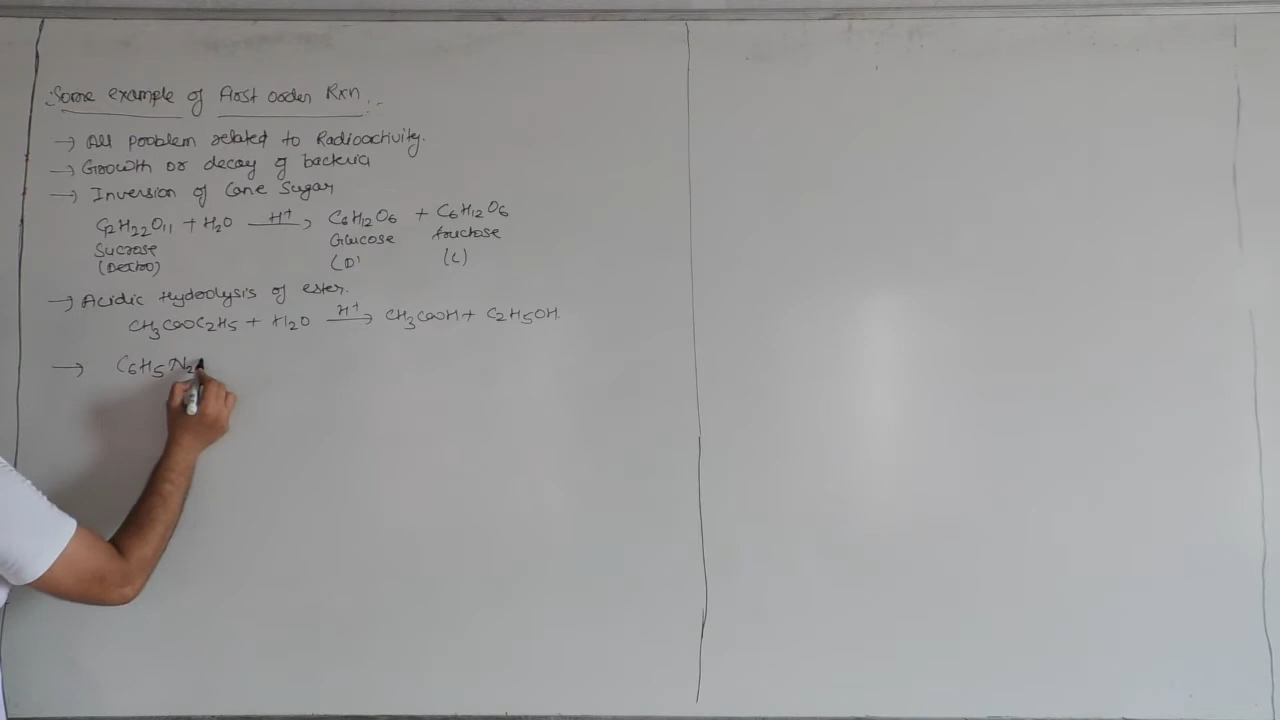 Some example of First order Rxn
→ All problem related to Radioactivity.
→ Growth or decay of bacteria
→ Inversion of Cane Sugar
C12H22O11 + H2O —H+→ C6H12O6 + C6H12O6
Sucrose Glucose fructose
(Dextro) (D) (L)
→ Acidic Hydrolysis of ester.
CH3COOC2H5 + H2O —H+→ CH3COOH + C2H5OH.
→ C6H5N2